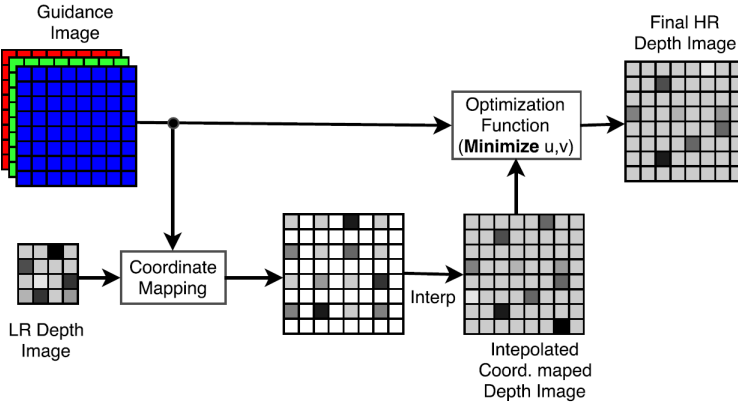 Guidance
Image
Final HR
Depth Image
Optimization
Function
(Minimize u,v)
Coordinate
Mapping
Interp
LR Depth
Image
Intepolated
Coord. maped
Depth Image